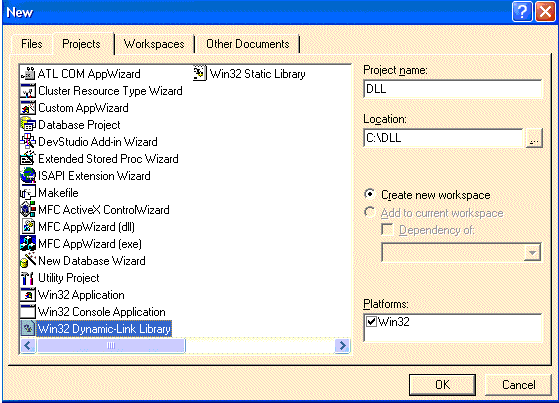 New
Files Projects Workspaces Other Documents
ATL COM AppWizard
Cluster Resource Type Wizard
Custom AppWizard
Database Project
DevStudio Add-in Wizard
Extended Stored Proc Wizard
ISAPI Extension Wizard
Makefile
MFC ActiveX ControlWizard
MFC AppWizard (dll)
MFC AppWizard (exe)
New Database Wizard
Utility Project
Win32 Application
Win32 Console Application
Win32 Dynamic-Link Library
Win32 Static Library
Project name:
DLL
Location:
C:\DLL
...
Create new workspace
Add to current workspace
Dependency of:
Platforms:
Win32
OK Cancel